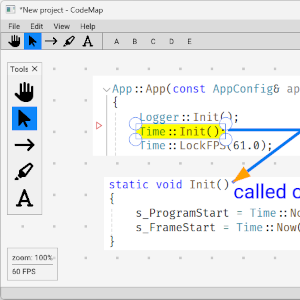 *New project - CodeMap
File Edit View Help
A B C D E
Tools ×
App::App(const AppConfig& ap
{
Logger::Init();
Time::Init();
Time::LockFPS(61.0);
static void Init()
called o
{
s_ProgramStart = Time::No
s_FrameStart = Time::Now(
}
zoom: 100%
60 FPS